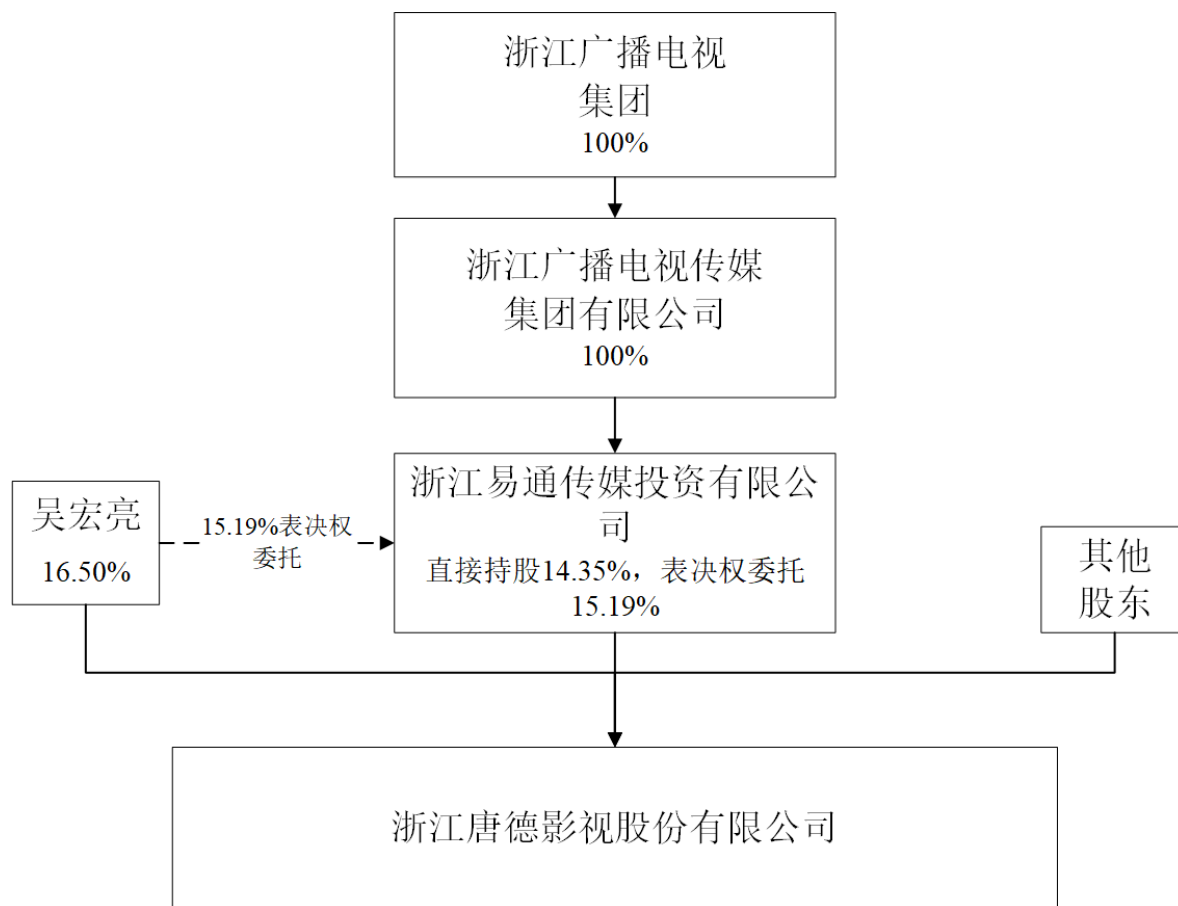 浙江广播电视
集团
100%
浙江广播电视传媒
集团有限公司
100%
吴宏亮
16.50%
15.19%表决权
委托
浙江易通传媒投资有限公
司
直接持股14.35%，表决权委托
15.19%
其他
股东
浙江唐德影视股份有限公司